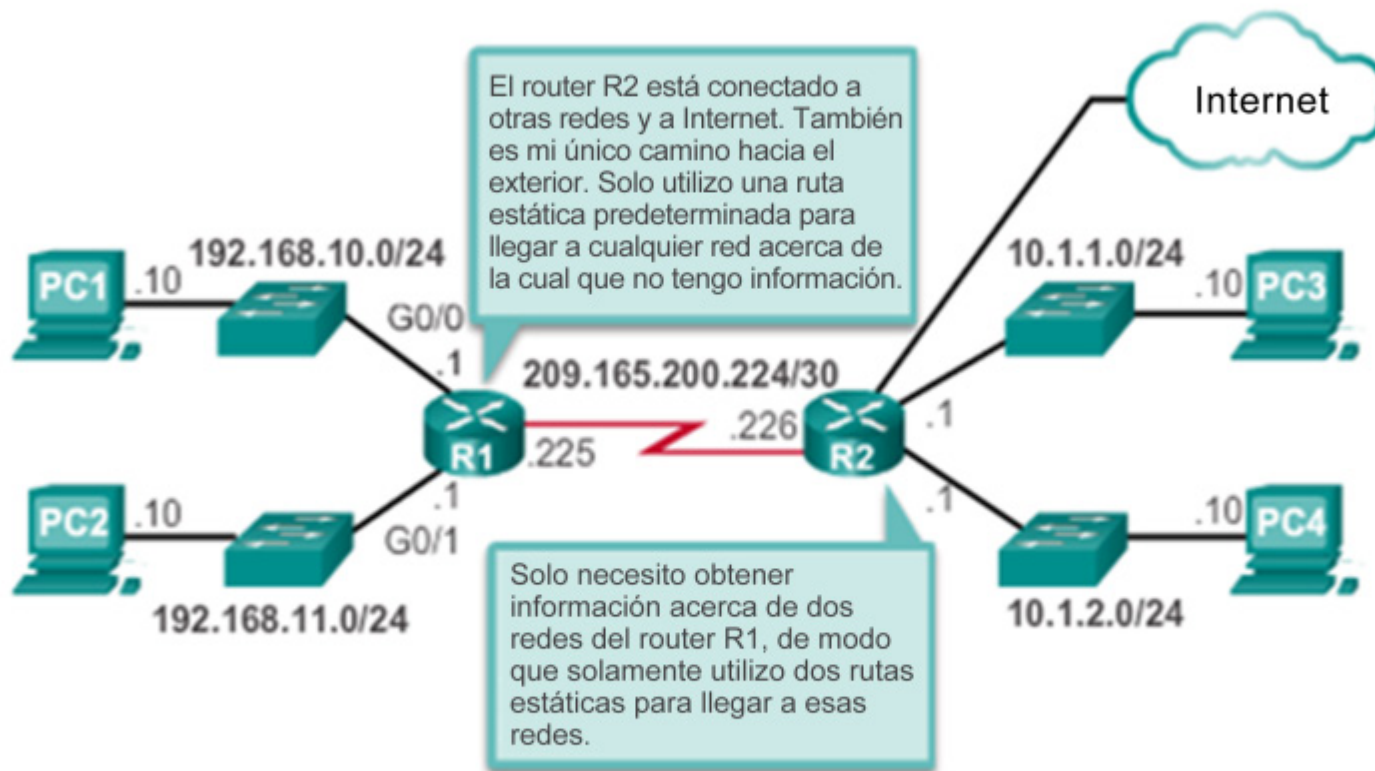 El router R2 está conectado a
otras redes y a Internet. También
es mi único camino hacia el
exterior. Solo utilizo una ruta
estática predeterminada para
llegar a cualquier red acerca de
la cual que no tengo información.
Internet
PC1
.10
192.168.10.0/24
G0/0
.1
209.165.200.224/30
R1
.225
.226
R2
10.1.1.0/24
.10
PC3
.1
PC2
.10
.1
G0/1
192.168.11.0/24
.1
.10
PC4
10.1.2.0/24
Solo necesito obtener
información acerca de dos
redes del router R1, de modo
que solamente utilizo dos rutas
estáticas para llegar a esas
redes.